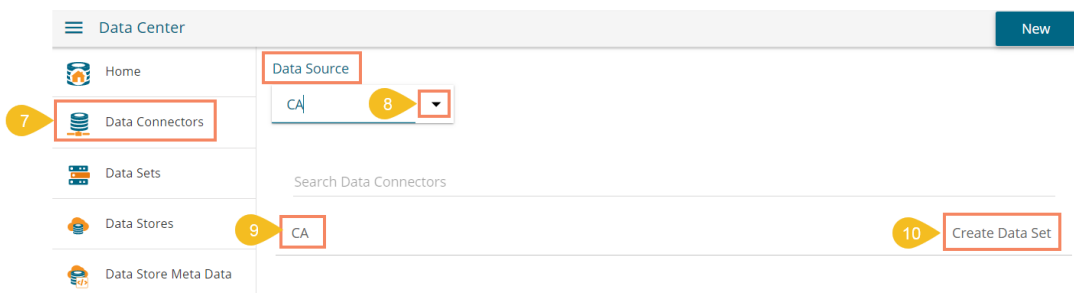 Data Center
New
Home
Data Source
CA
8
7
Data Connectors
Data Sets
Search Data Connectors
Data Stores
9
CA
10
Create Data Set
Data Store Meta Data